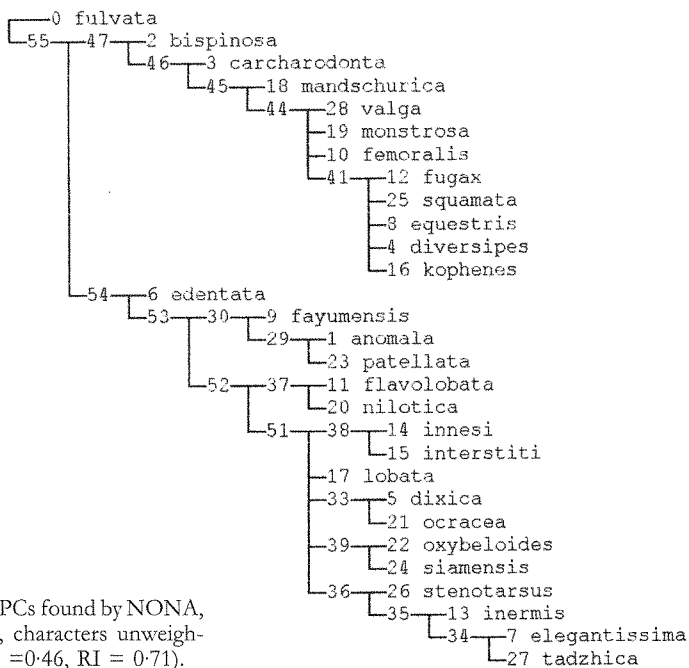 0 fulvata
55 47 2 bispinosa
46 3 carcharodonta
45 18 mandschurica
44 28 valga
19 monstrosa
10 femoralis
41 12 fugax
25 squamata
8 equestris
4 diversipes
16 kophenes
54 6 edentata
53 30 9 fayumensis
29 1 anomala
23 patellata
52 37 11 flavolobata
20 nilotica
51 38 14 innesi
15 interstiti
17 lobata
33 5 dixica
21 ocracea
39 22 oxybeloides
24 siamensis
36 26 stenotarsus
35 13 inermis
34 7 elegantissima
27 tadzhica
PCs found by NONA,
, characters unweigh-
=0·46, RI = 0·71).